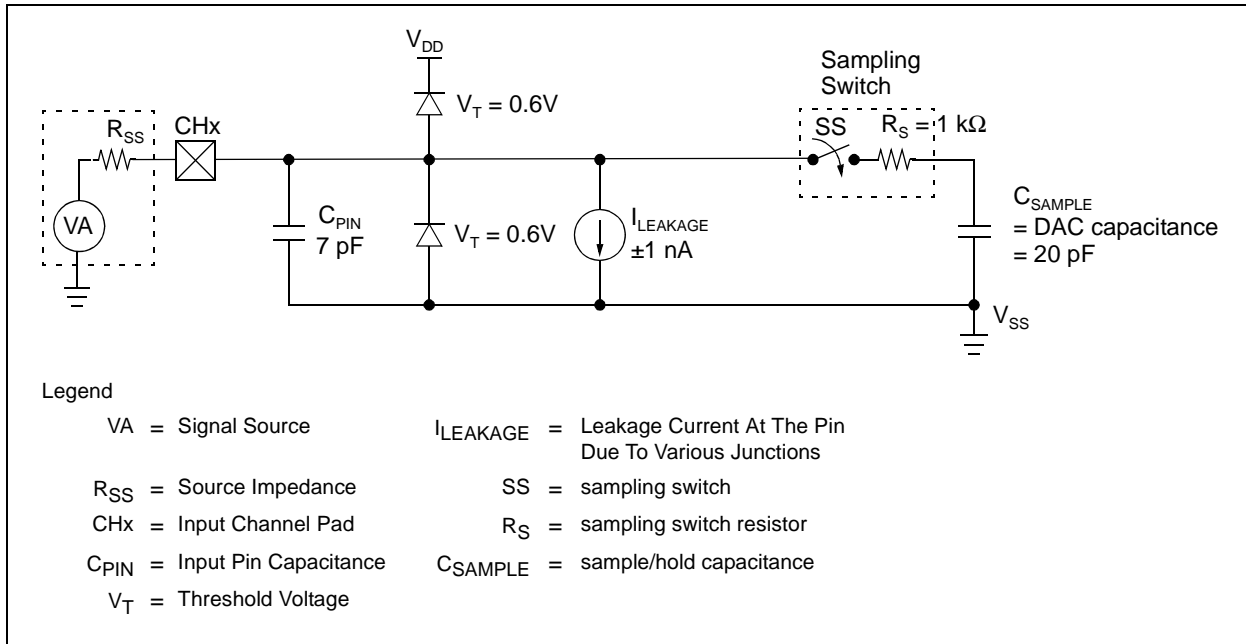 V_DD
Sampling
Switch
R_SS
CHx
V_T = 0.6V
SS
R_S = 1 kΩ
VA
C_PIN
7 pF
V_T = 0.6V
I_LEAKAGE
±1 nA
C_SAMPLE
= DAC capacitance
= 20 pF
V_SS
Legend
VA = Signal Source
I_LEAKAGE = Leakage Current At The Pin
Due To Various Junctions
R_SS = Source Impedance
SS = sampling switch
CHx = Input Channel Pad
R_S = sampling switch resistor
C_PIN = Input Pin Capacitance
C_SAMPLE = sample/hold capacitance
V_T = Threshold Voltage